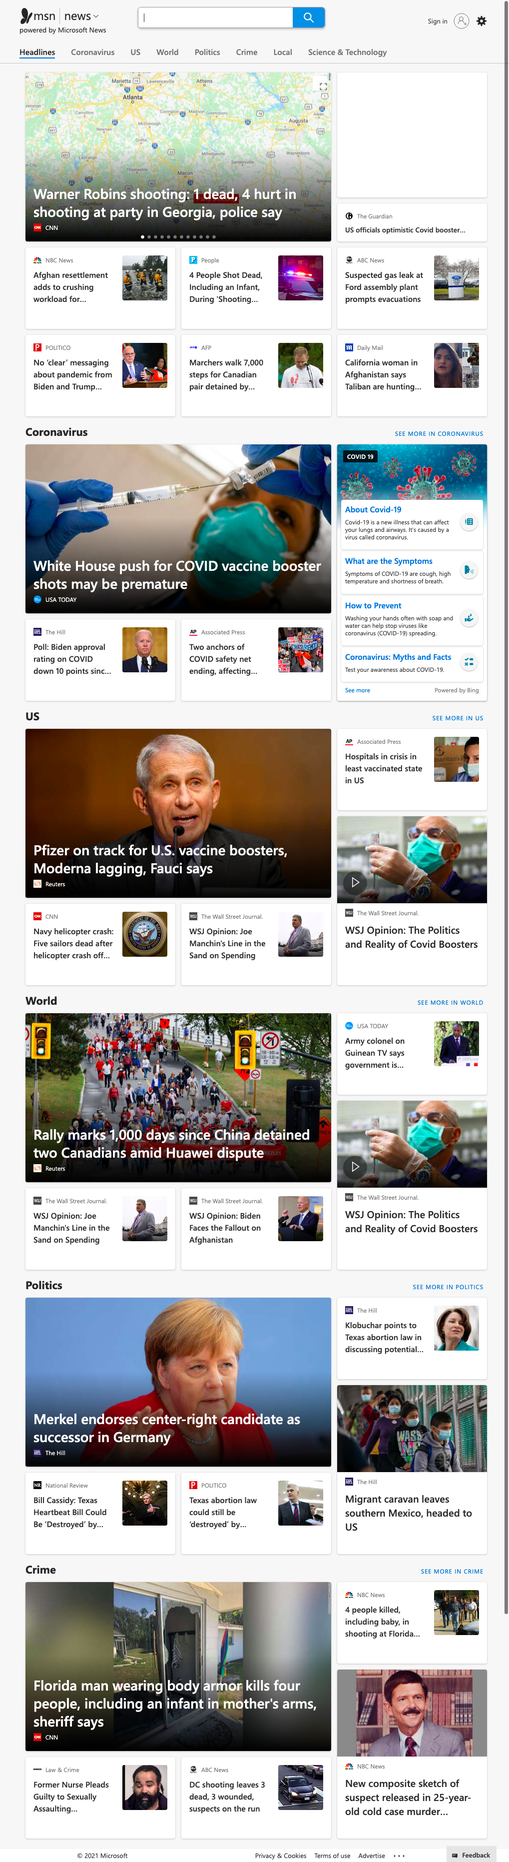 msn news
powered by Microsoft News
Sign in
Headlines Coronavirus US World Politics Crime Local Science & Technology
Atlanta
Athens
Augusta
Macon
Warner Robins shooting: 1 dead, 4 hurt in
shooting at party in Georgia, police say
CNN
The Guardian
US officials optimistic Covid booster...
NBC News
Afghan resettlement
adds to crushing
workload for...
People
4 People Shot Dead,
Including an Infant,
During 'Shooting...
ABC News
Suspected gas leak at
Ford assembly plant
prompts evacuations
POLITICO
No 'clear' messaging
about pandemic from
Biden and Trump...
AFP
Marchers walk 7,000
steps for Canadian
pair detained by...
Daily Mail
California woman in
Afghanistan says
Taliban are hunting...
Coronavirus
SEE MORE IN CORONAVIRUS
White House push for COVID vaccine booster
shots may be premature
USA TODAY
COVID 19
About Covid-19
Covid-19 is a new illness that can affect
your lungs and airways. It's caused by a
virus called coronavirus.
What are the Symptoms
Symptoms of COVID-19 are cough, high
temperature and shortness of breath.
How to Prevent
Washing your hands often with soap and
water can help stop viruses like
coronavirus (COVID-19) spreading.
Coronavirus: Myths and Facts
Test your awareness about COVID-19.
See more
Powered by Bing
The Hill
Poll: Biden approval
rating on COVID
down 10 points sinc...
Associated Press
Two anchors of
COVID safety net
ending, affecting...
US
SEE MORE IN US
Pfizer on track for U.S. vaccine boosters,
Moderna lagging, Fauci says
Reuters
Associated Press
Hospitals in crisis in
least vaccinated state
in US
The Wall Street Journal.
WSJ Opinion: The Politics
and Reality of Covid Boosters
CNN
Navy helicopter crash:
Five sailors dead after
helicopter crash off...
The Wall Street Journal.
WSJ Opinion: Joe
Manchin's Line in the
Sand on Spending
World
SEE MORE IN WORLD
Rally marks 1,000 days since China detained
two Canadians amid Huawei dispute
Reuters
USA TODAY
Army colonel on
Guinean TV says
government is...
The Wall Street Journal.
WSJ Opinion: The Politics
and Reality of Covid Boosters
The Wall Street Journal.
WSJ Opinion: Joe
Manchin's Line in the
Sand on Spending
The Wall Street Journal.
WSJ Opinion: Biden
Faces the Fallout on
Afghanistan
Politics
SEE MORE IN POLITICS
Merkel endorses center-right candidate as
successor in Germany
The Hill
The Hill
Klobuchar points to
Texas abortion law in
discussing potential...
The Hill
Migrant caravan leaves
southern Mexico, headed to
US
National Review
Bill Cassidy: Texas
Heartbeat Bill Could
Be 'Destroyed' by...
POLITICO
Texas abortion law
could still be
'destroyed' by...
Crime
SEE MORE IN CRIME
Florida man wearing body armor kills four
people, including an infant in mother's arms,
sheriff says
CNN
NBC News
4 people killed,
including baby, in
shooting at Florida...
NBC News
New composite sketch of
suspect released in 25-year-
old cold case murder...
Law & Crime
Former Nurse Pleads
Guilty to Sexually
Assaulting...
ABC News
DC shooting leaves 3
dead, 3 wounded,
suspects on the run
© 2021 Microsoft
Privacy & Cookies Terms of use Advertise ...
Feedback